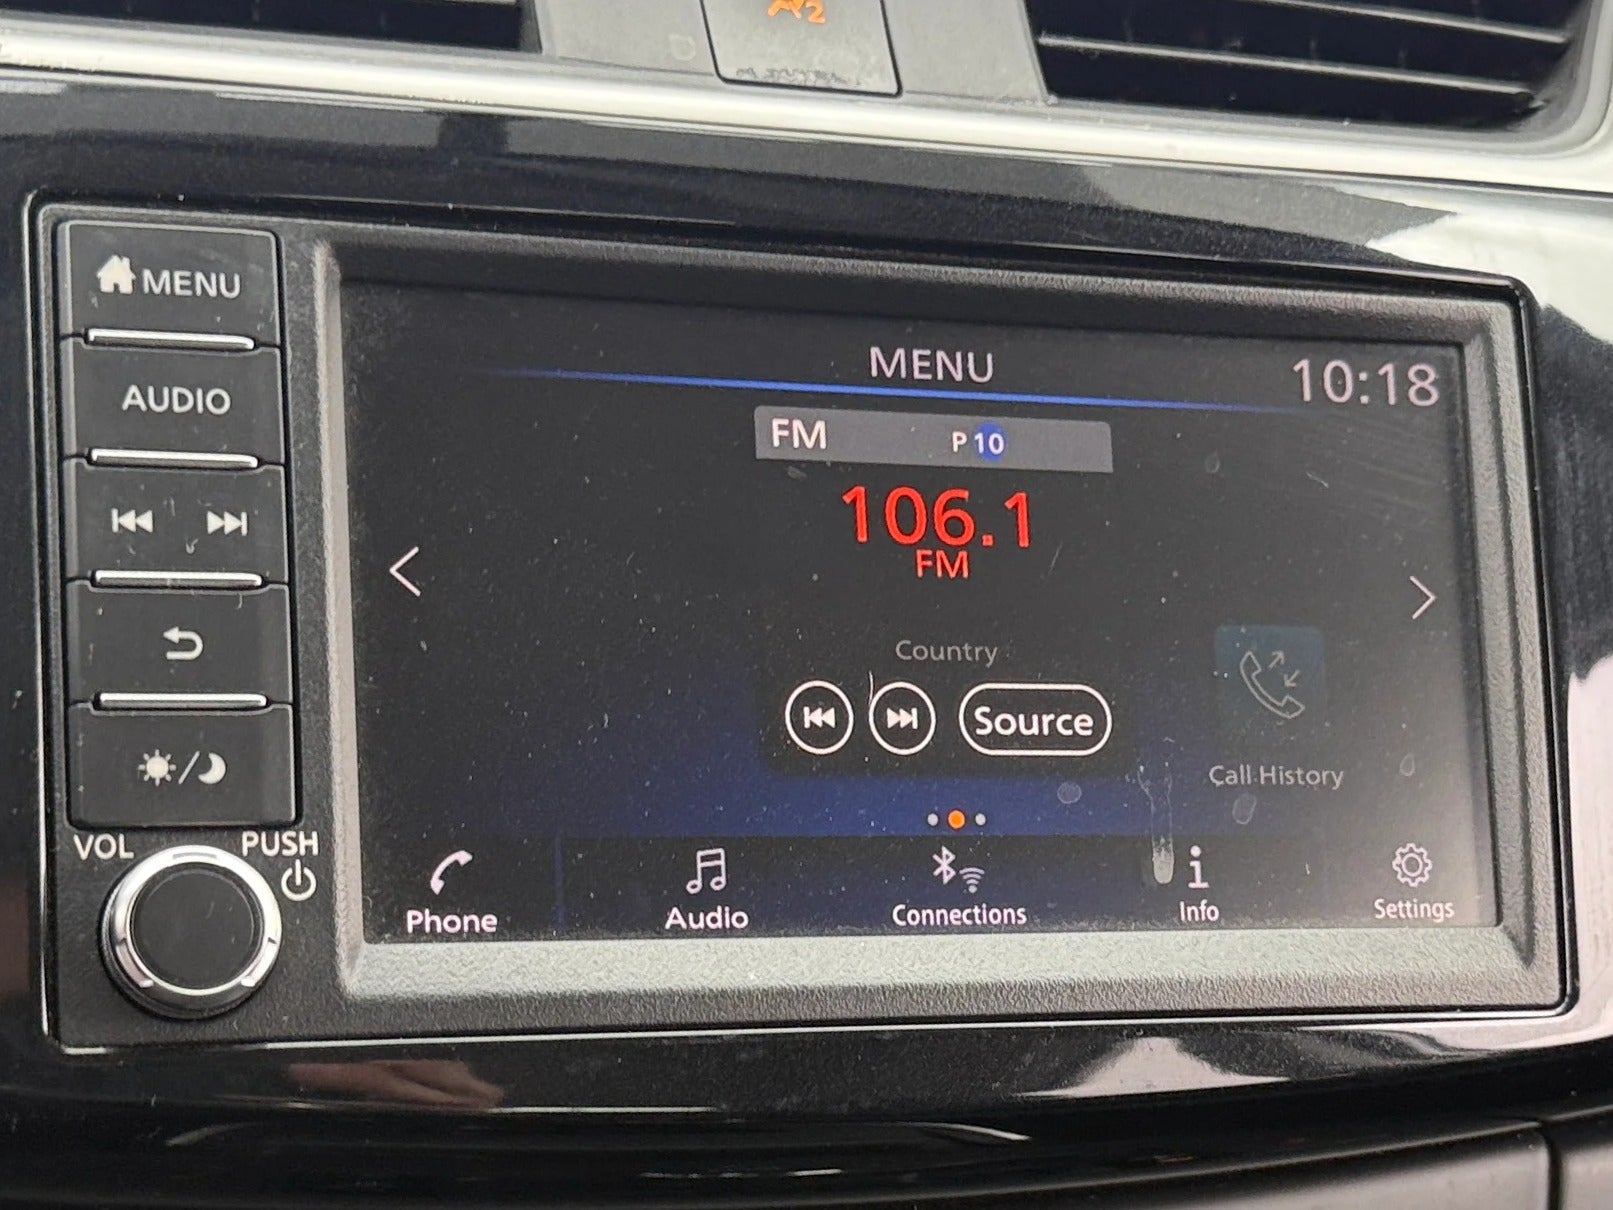 MENU
AUDIO
VOL
PUSH
MENU
10:18
FM
P 10
106.1
FM
Country
Source
Call History
Phone
Audio
Connections
Info
Settings